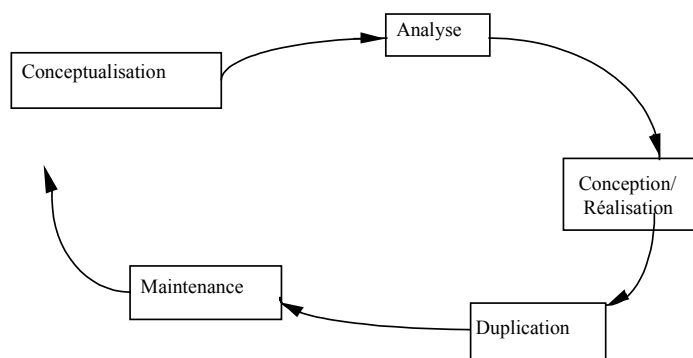 Analyse
Conceptualisation
Conception/
Réalisation
Maintenance
Duplication